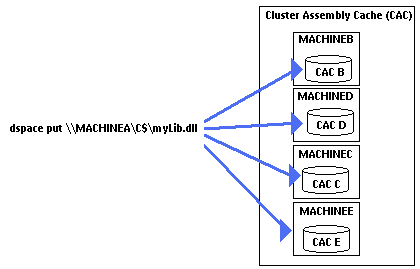 Cluster Assembly Cache (CAC)
MACHINEB
CAC B
MACHINED
CAC D
dspace put \\MACHINEA\C$\myLib.dll
MACHINEC
CAC C
MACHINEE
CAC E